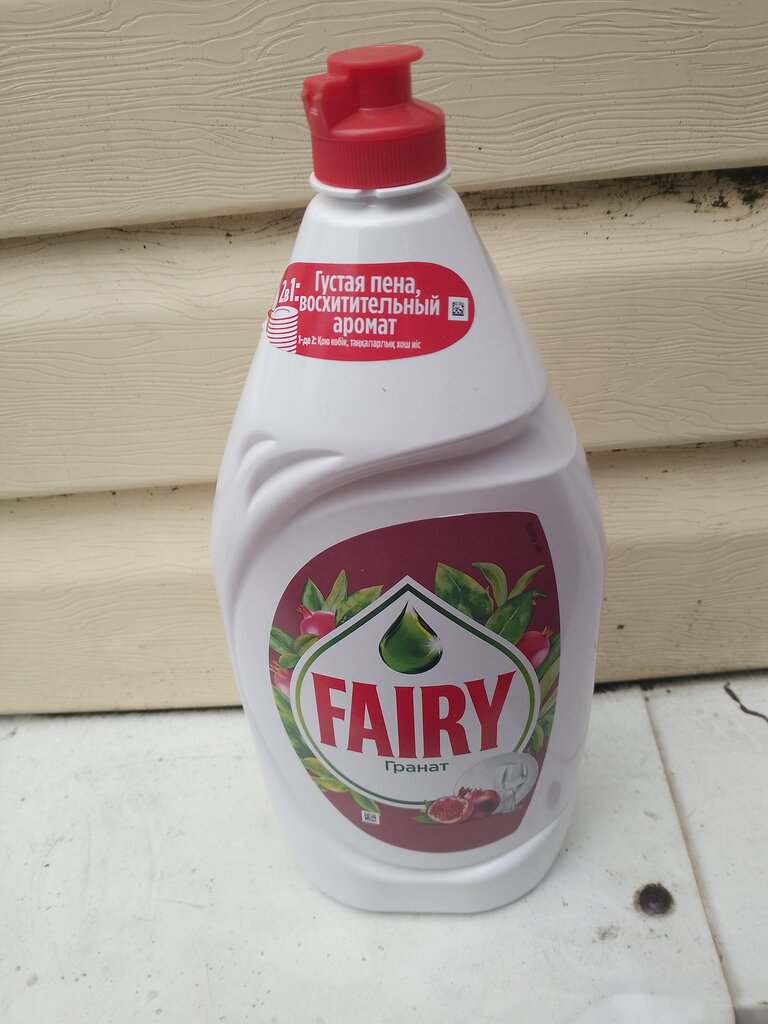 2в1:
Густая пена,
восхитительный
аромат
1-де 2: Қою көбік, таңқаларлық хош иіс
FAIRY
Гранат